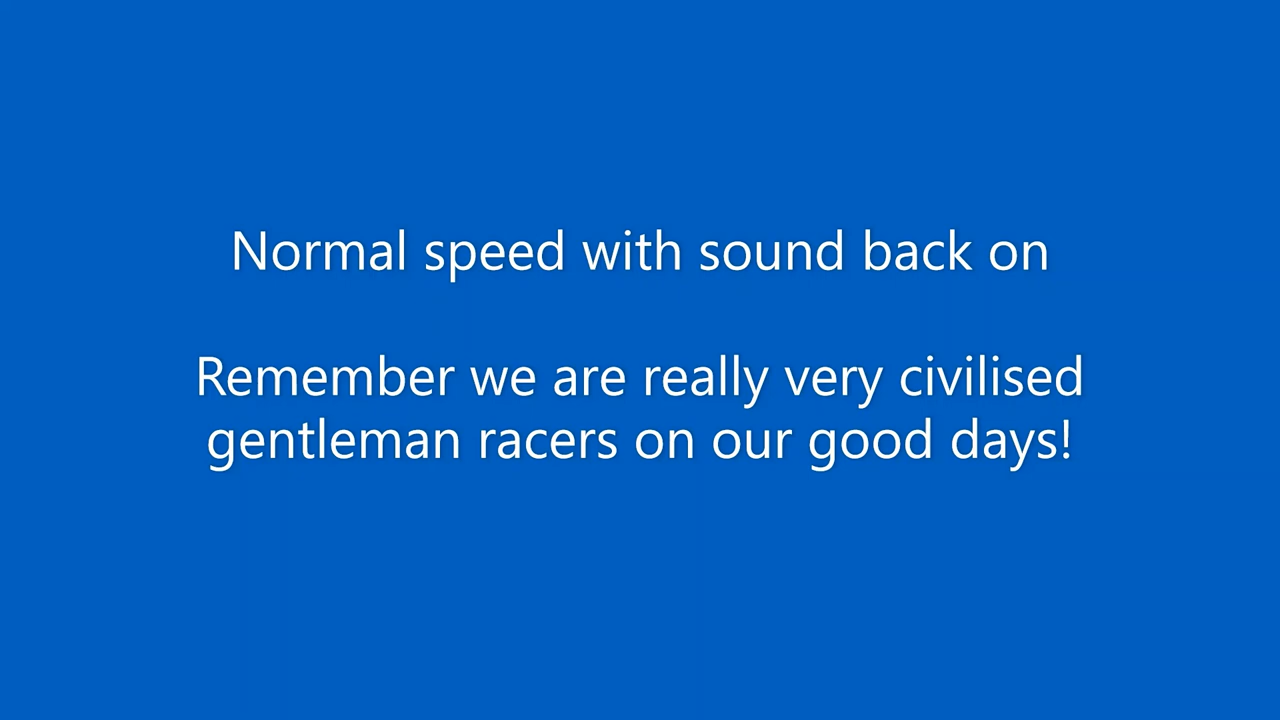 Normal speed with sound back on
Remember we are really very civilised
gentleman racers on our good days!